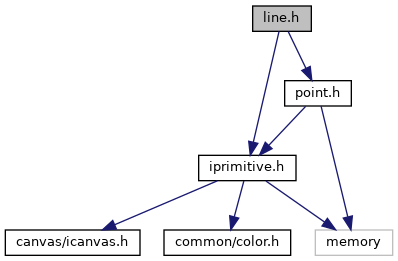 line.h
point.h
iprimitive.h
canvas/icanvas.h
common/color.h
memory